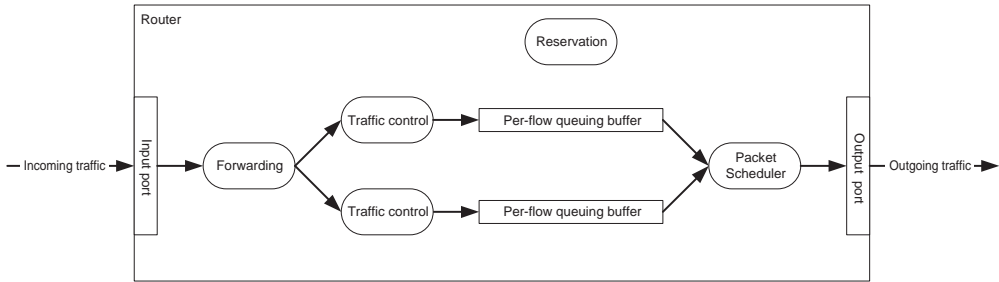 Router
Reservation
Traffic control
Per-flow queuing buffer
Incoming traffic
Input port
Forwarding
Packet
Scheduler
Output port
Outgoing traffic
Traffic control
Per-flow queuing buffer